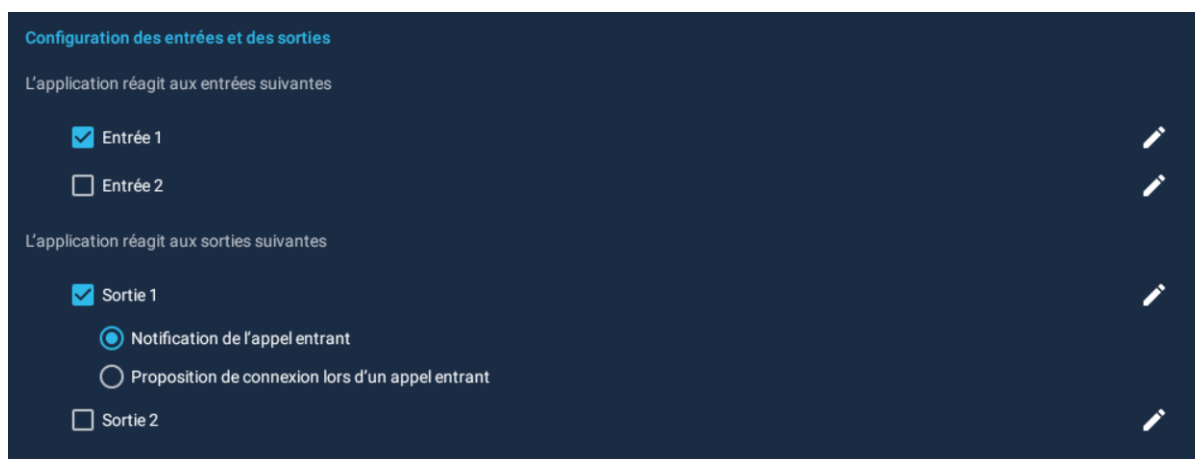 Configuration des entrées et des sorties
L’application réagit aux entrées suivantes
Entrée 1
Entrée 2
L’application réagit aux sorties suivantes
Sortie 1
Notification de l’appel entrant
Proposition de connexion lors d’un appel entrant
Sortie 2